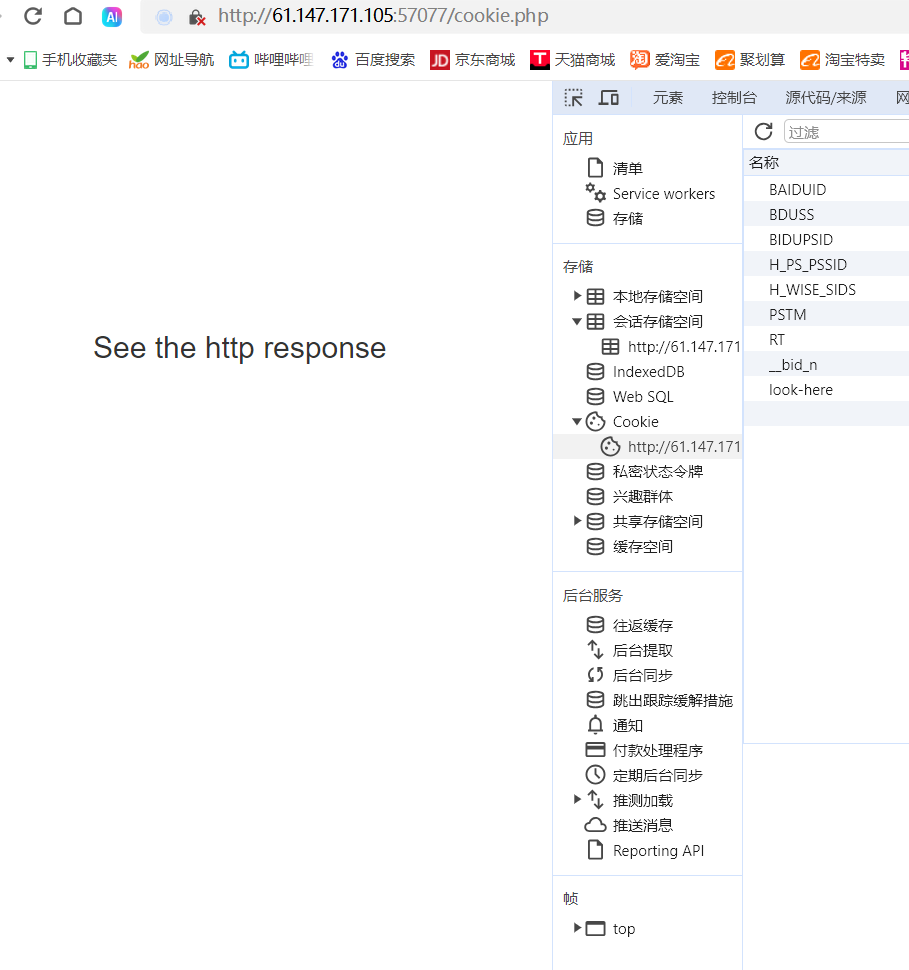 http://61.147.171.105:57077/cookie.php
手机收藏夹 网址导航 哔哩哔哩 百度搜索 JD 京东商城 T 天猫商城 淘 爱淘宝 聚划算 淘宝特卖
元素 控制台 源代码/来源 网
应用
清单
Service workers
存储
存储
本地存储空间
会话存储空间
http://61.147.171
IndexedDB
Web SQL
Cookie
http://61.147.171
私密状态令牌
兴趣群体
共享存储空间
缓存空间
后台服务
往返缓存
后台提取
后台同步
跳出跟踪缓解措施
通知
付款处理程序
定期后台同步
推测加载
推送消息
Reporting API
帧
top
过滤
名称
BAIDUID
BDUSS
BIDUPSID
H_PS_PSSID
H_WISE_SIDS
PSTM
RT
__bid_n
look-here
See the http response
AI
hao